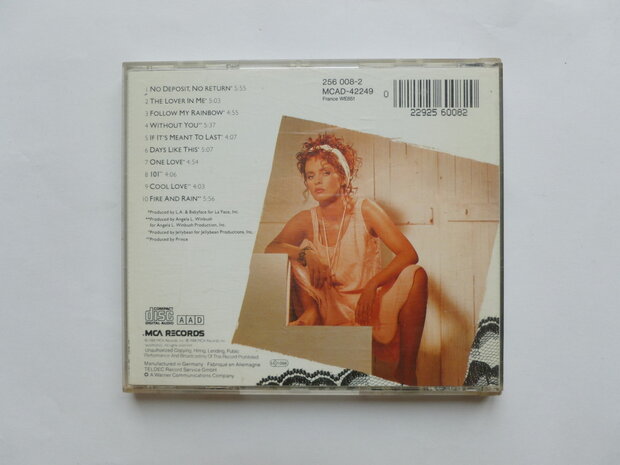 1 NO DEPOSIT, NO RETURN* 5:55
2 THE LOVER IN ME* 5:03
3 FOLLOW MY RAINBOW* 4:55
4 WITHOUT YOU** 5:37
5 IF IT'S MEANT TO LAST* 4:07
6 DAYS LIKE THIS* 5:07
7 ONE LOVE* 4:54
8 101* 4:06
9 COOL LOVE* 4:03
10 FIRE AND RAIN** 5:56
*Produced by L.A. & Babyface for La'Face, Inc.
**Produced by Angela L. Winbush
for Angela L. Winbush Production, Inc.
Produced by Jellybean for Jellybean Productions, Inc.
Produced by Prince
256 008-2
MCAD-42249
France WE851
0
22925 60082
COMPACT
disc
DIGITAL AUDIO
AAD
MCA RECORDS
Unauthorized Copying, Hiring, Lending, Public
Performance And Broadcasting Of This Record Prohibited.
Manufactured in Germany · Fabriqué en Allemagne
TELDEC Record Service GmbH
A Warner Communications Company.